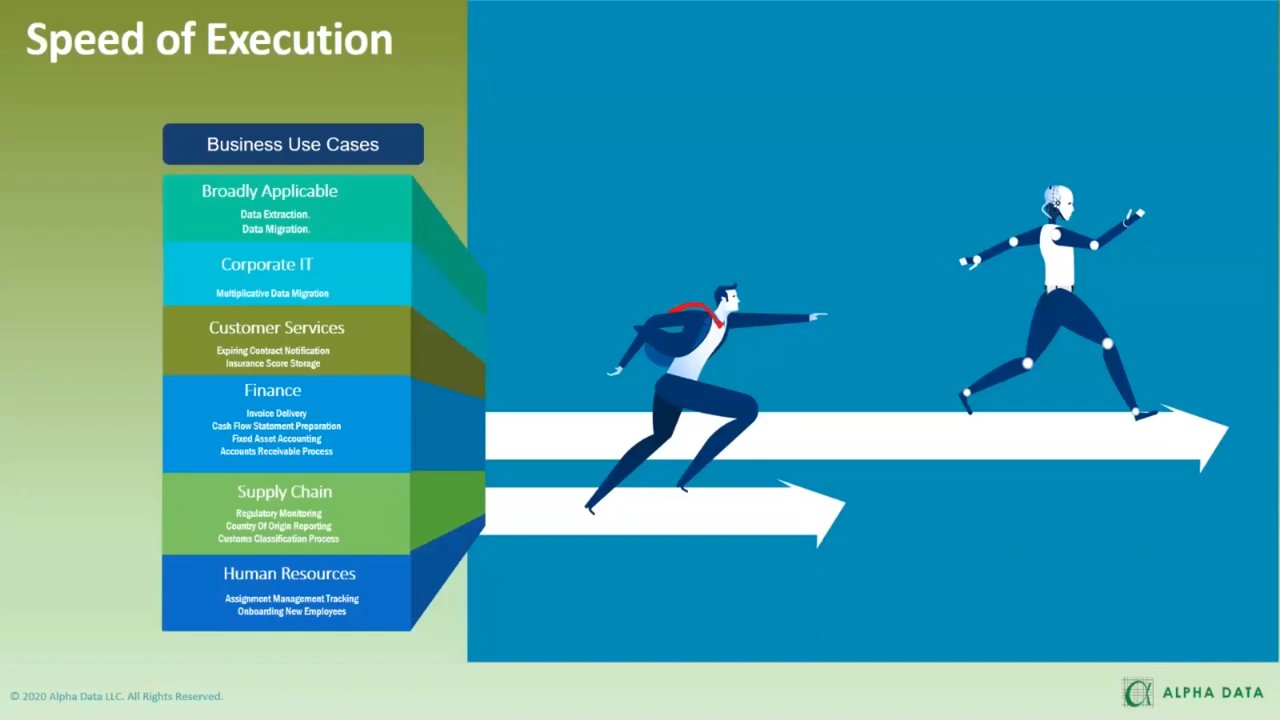 Speed of Execution
Business Use Cases
Broadly Applicable
Data Extraction.
Data Migration.
Corporate IT
Multiplicative Data Migration
Customer Services
Expiring Contract Notification
Insurance Score Storage
Finance
Invoice Delivery
Cash Flow Statement Preparation
Fixed Asset Accounting
Accounts Receivable Process
Supply Chain
Regulatory Monitoring
Country Of Origin Reporting
Customs Classification Process
Human Resources
Assignment Management Tracking
Onboarding New Employees
© 2020 Alpha Data LLC. All Rights Reserved.
ALPHA DATA